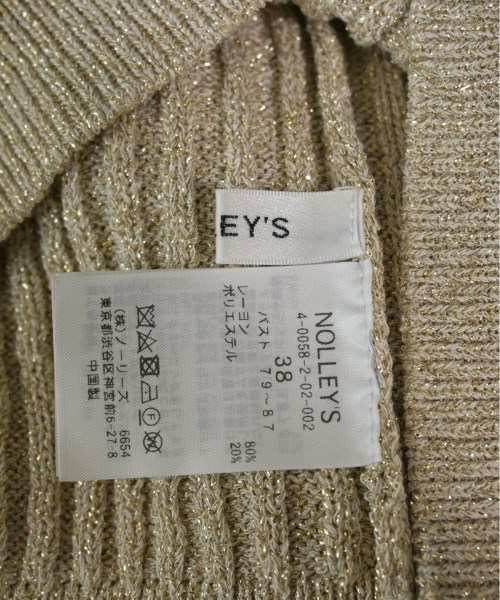 LEY'S
NOLLEY'S
4-0058-2-02-002
38
バスト 79～87
レーヨン 80%
ポリエステル 20%
(株)ノーリーズ 6654
東京都渋谷区神宮前6-27-8
中国製